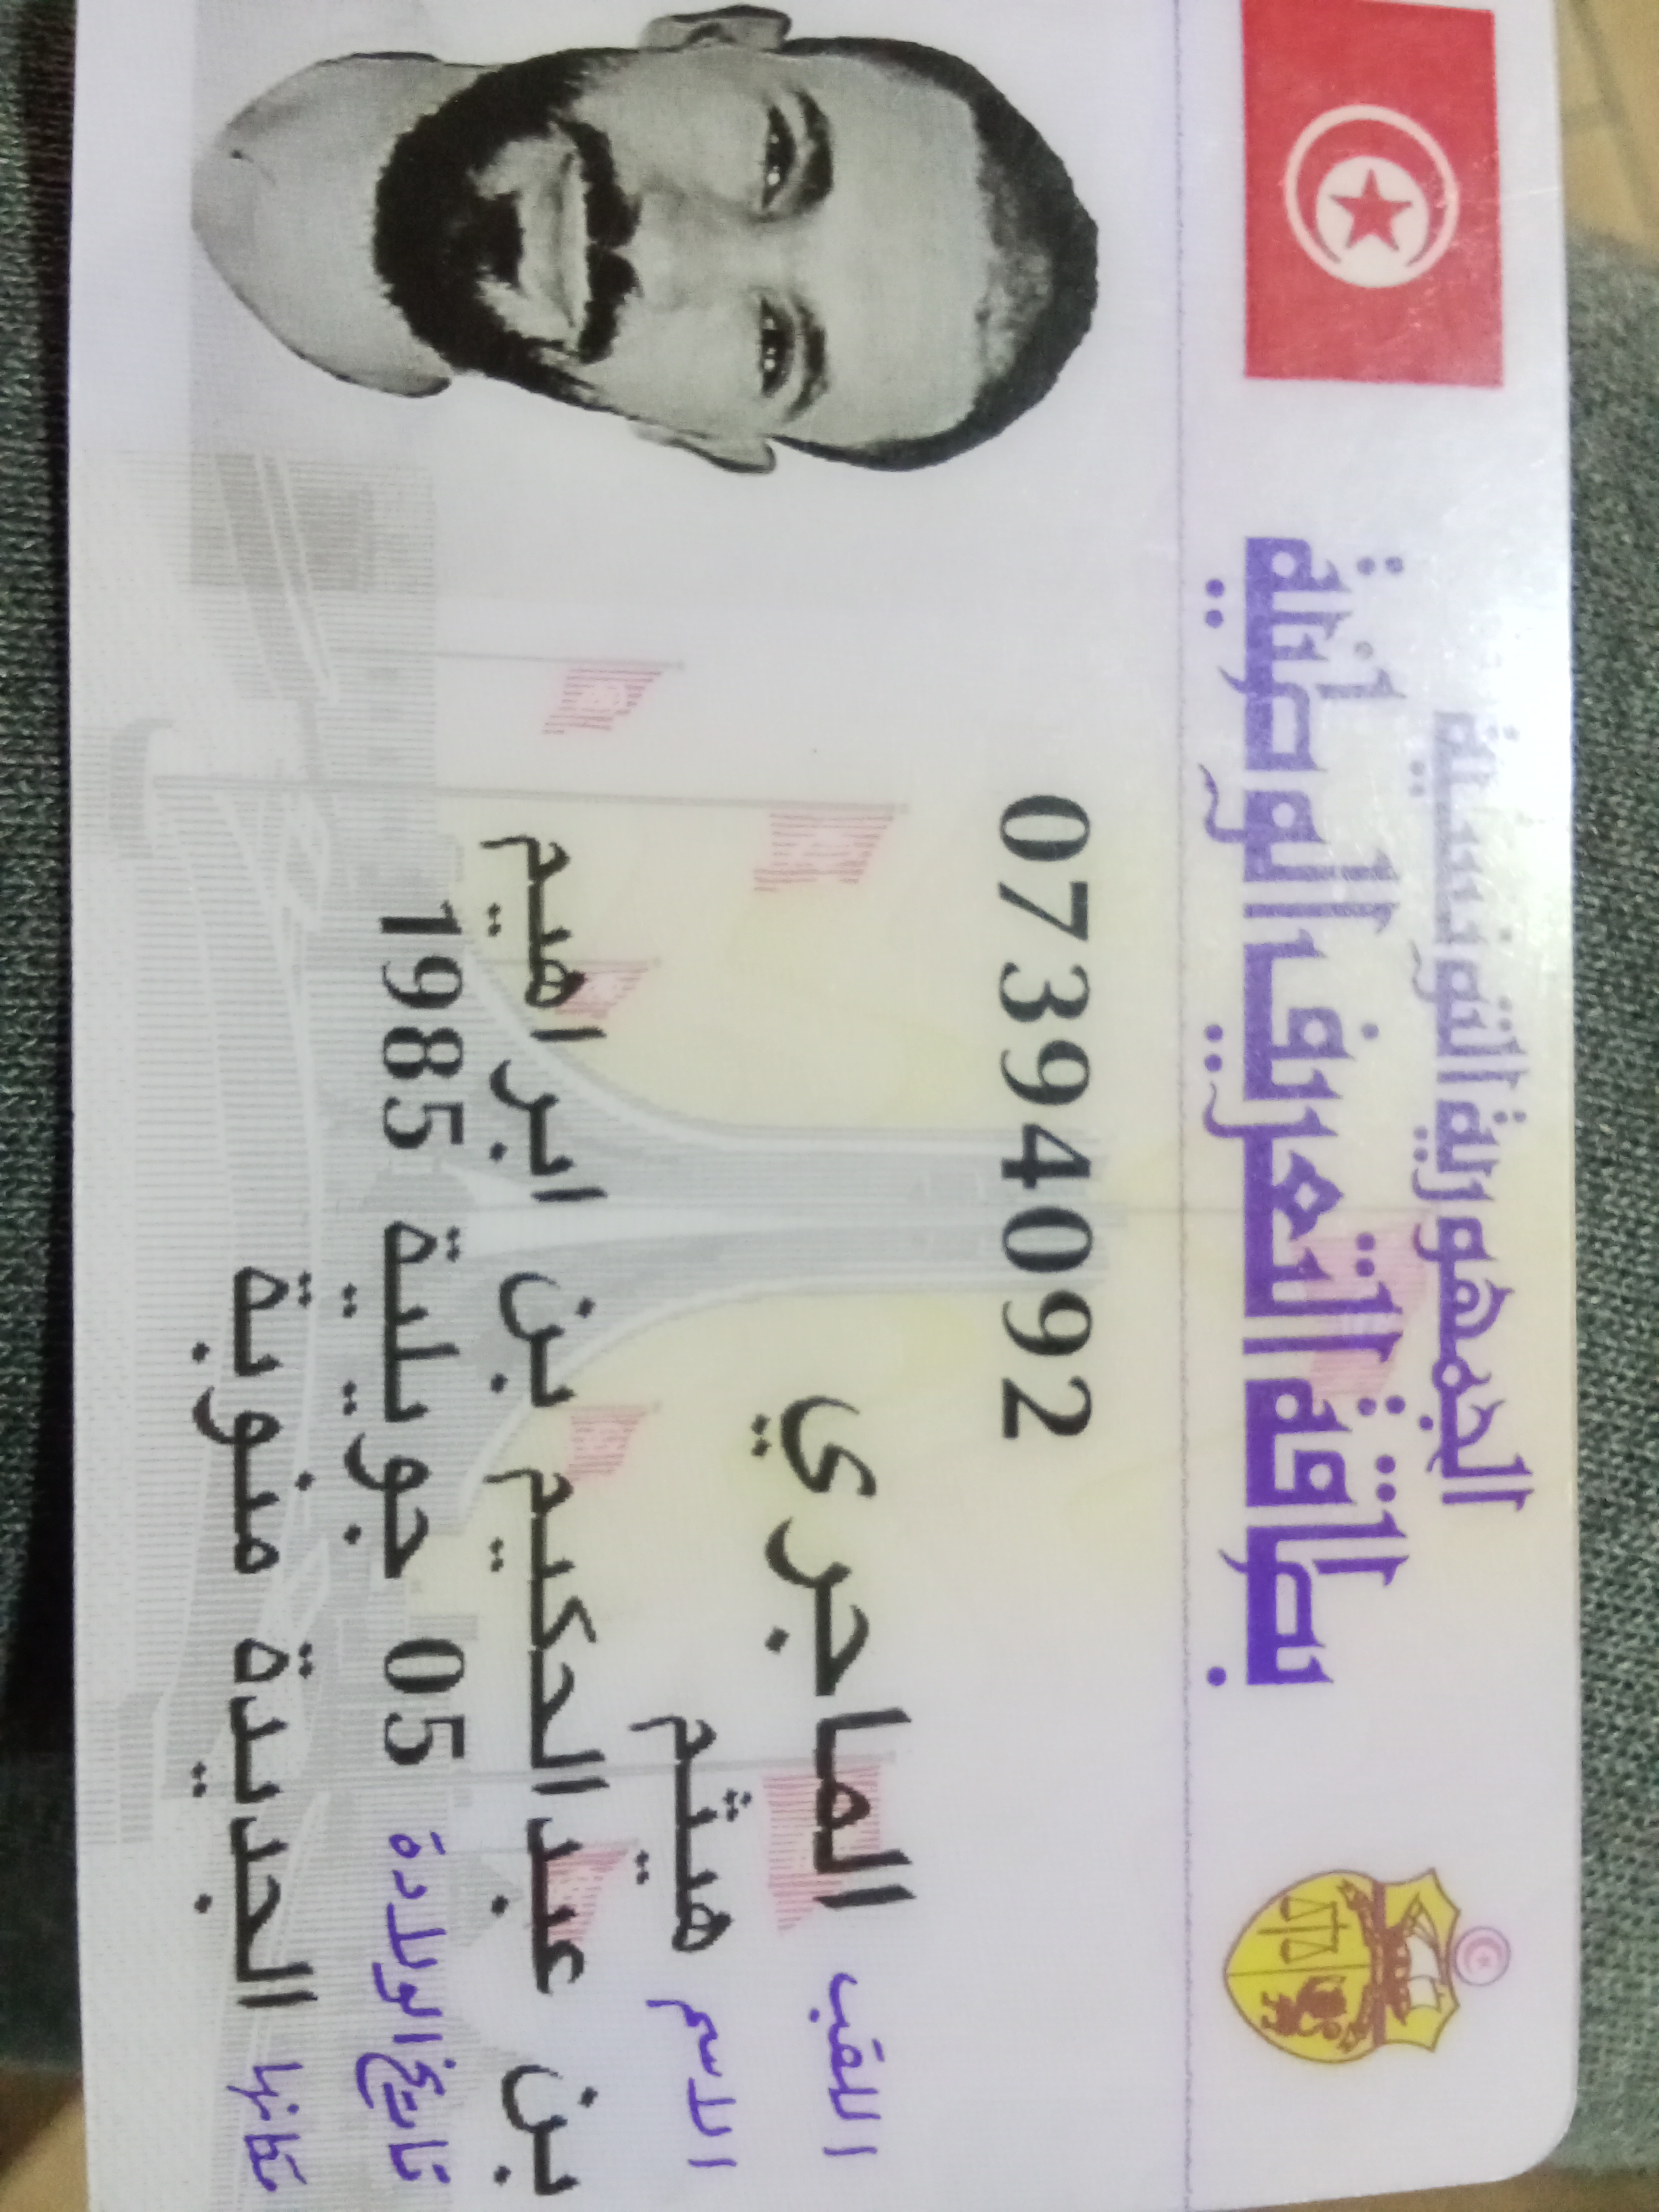 الجمهورية التونسية
بطاقة التعريف الوطنية
07394092
اللقب الماجري
الاسم هيثم
بن عبد الحكيم بن ابراهيم
تاريخ الولادة 05 جويلية 1985
مكانها الجديدة منوبة